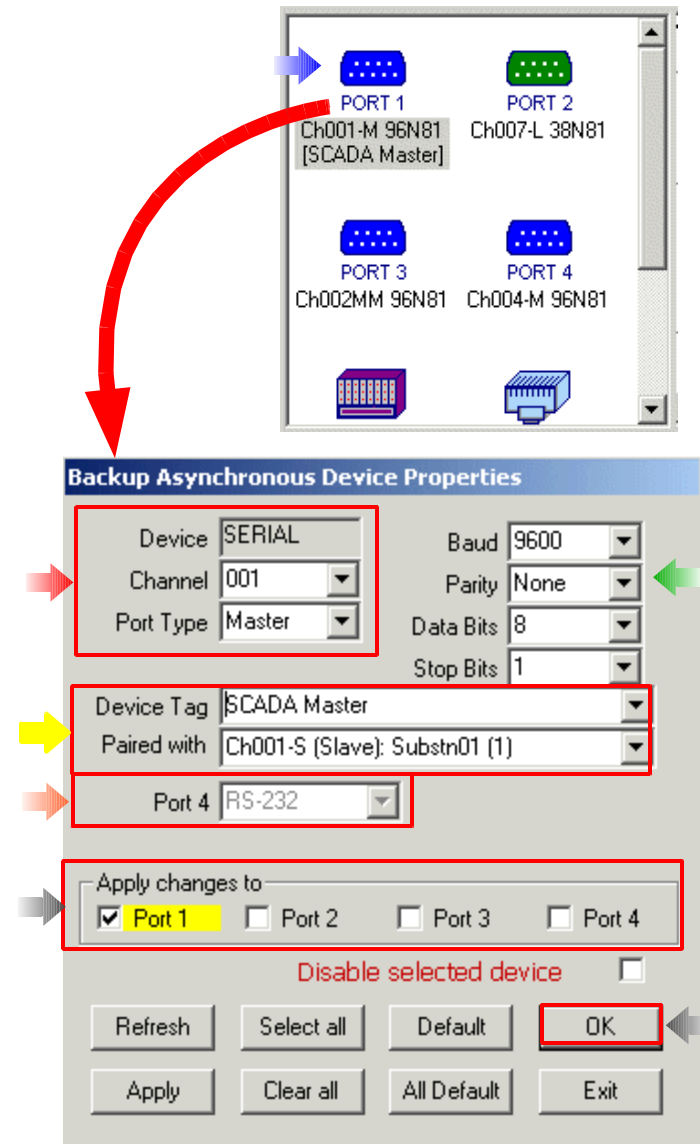 PORT 1
Ch001-M 96N81
[SCADA Master]
PORT 2
Ch007-L 38N81
PORT 3
Ch002MM 96N81
PORT 4
Ch004-M 96N81
Backup Asynchronous Device Properties
Device SERIAL
Channel 001
Port Type Master
Baud 9600
Parity None
Data Bits 8
Stop Bits 1
Device Tag SCADA Master
Paired with Ch001-S (Slave): Substn01 (1)
Port 4 RS-232
Apply changes to
Port 1 Port 2 Port 3 Port 4
Disable selected device
Refresh Select all Default OK
Apply Clear all All Default Exit